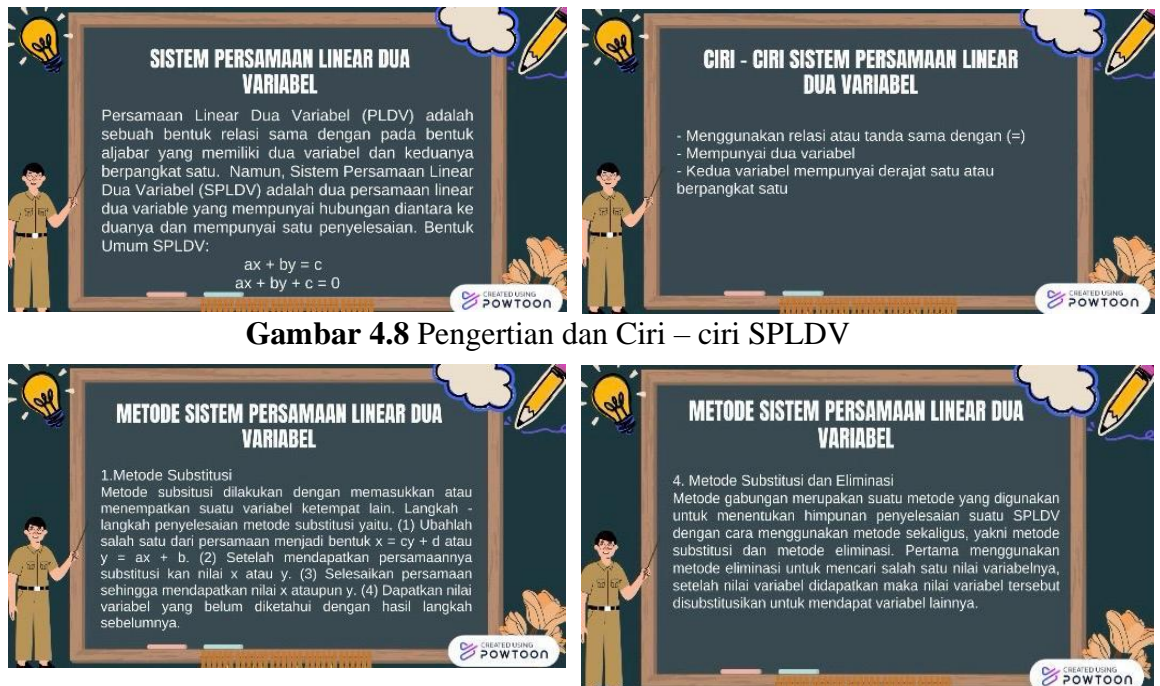 SISTEM PERSAMAAN LINEAR DUA
VARIABEL
Persamaan Linear Dua Variabel (PLDV) adalah
sebuah bentuk relasi sama dengan pada bentuk
aljabar yang memiliki dua variabel dan keduanya
berpangkat satu. Namun, Sistem Persamaan Linear
Dua Variabel (SPLDV) adalah dua persamaan linear
dua variable yang mempunyai hubungan diantara ke
duanya dan mempunyai satu penyelesaian. Bentuk
Umum SPLDV:
ax + by = c
ax + by + c = 0
CREATED USING
POWTOON
CIRI - CIRI SISTEM PERSAMAAN LINEAR
DUA VARIABEL
- Menggunakan relasi atau tanda sama dengan (=)
- Mempunyai dua variabel
- Kedua variabel mempunyai derajat satu atau
berpangkat satu
CREATED USING
POWTOON
Gambar 4.8 Pengertian dan Ciri – ciri SPLDV
METODE SISTEM PERSAMAAN LINEAR DUA
VARIABEL
1.Metode Substitusi
Metode subsitusi dilakukan dengan memasukkan atau
menempatkan suatu variabel ketempat lain. Langkah -
langkah penyelesaian metode substitusi yaitu, (1) Ubahlah
salah satu dari persamaan menjadi bentuk x = cy + d atau
y = ax + b. (2) Setelah mendapatkan persamaannya
substitusi kan nilai x atau y. (3) Selesaikan persamaan
sehingga mendapatkan nilai x ataupun y. (4) Dapatkan nilai
variabel yang belum diketahui dengan hasil langkah
sebelumnya.
CREATED USING
POWTOON
METODE SISTEM PERSAMAAN LINEAR DUA
VARIABEL
4. Metode Substitusi dan Eliminasi
Metode gabungan merupakan suatu metode yang digunakan
untuk menentukan himpunan penyelesaian suatu SPLDV
dengan cara menggunakan metode sekaligus, yakni metode
substitusi dan metode eliminasi. Pertama menggunakan
metode eliminasi untuk mencari salah satu nilai variabelnya,
setelah nilai variabel didapatkan maka nilai variabel tersebut
disubstitusikan untuk mendapat variabel lainnya.
CREATED USING
POWTOON